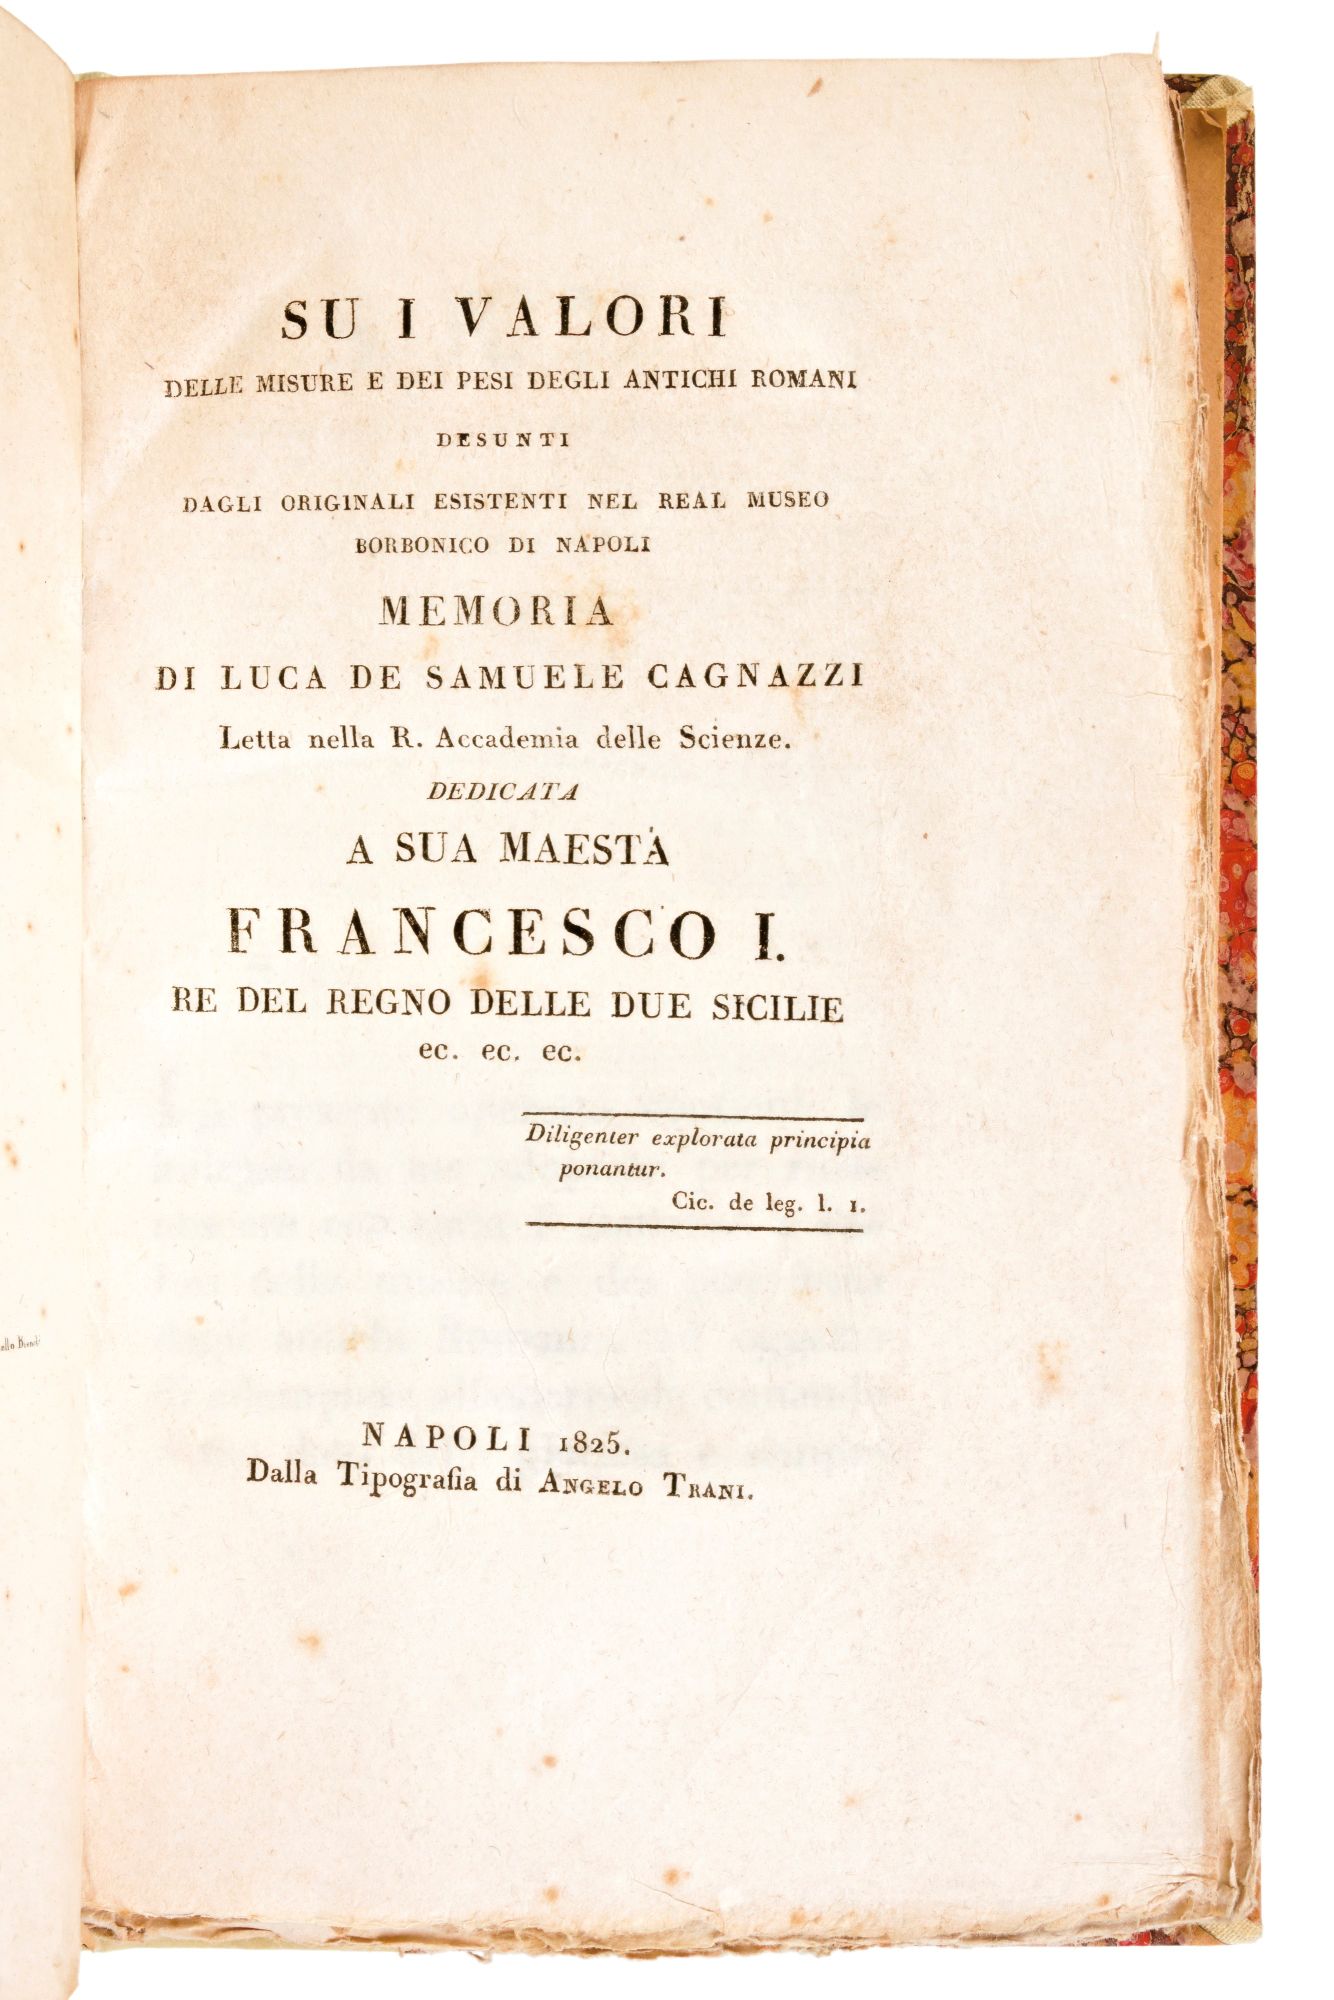 SU I VALORI
DELLE MISURE E DEI PESI DEGLI ANTICHI ROMANI
DESUNTI
DAGLI ORIGINALI ESISTENTI NEL REAL MUSEO
BORBONICO DI NAPOLI
MEMORIA
DI LUCA DE SAMUELE CAGNAZZI
Letta nella R. Accademia delle Scienze.
DEDICATA
A SUA MAESTÀ
FRANCESCO I.
RE DEL REGNO DELLE DUE SICILIE
ec. ec. ec.
Diligenter explorata principia
ponantur.
Cic. de leg. l. 1.
NAPOLI 1825.
Dalla Tipografia di ANGELO TRANI.